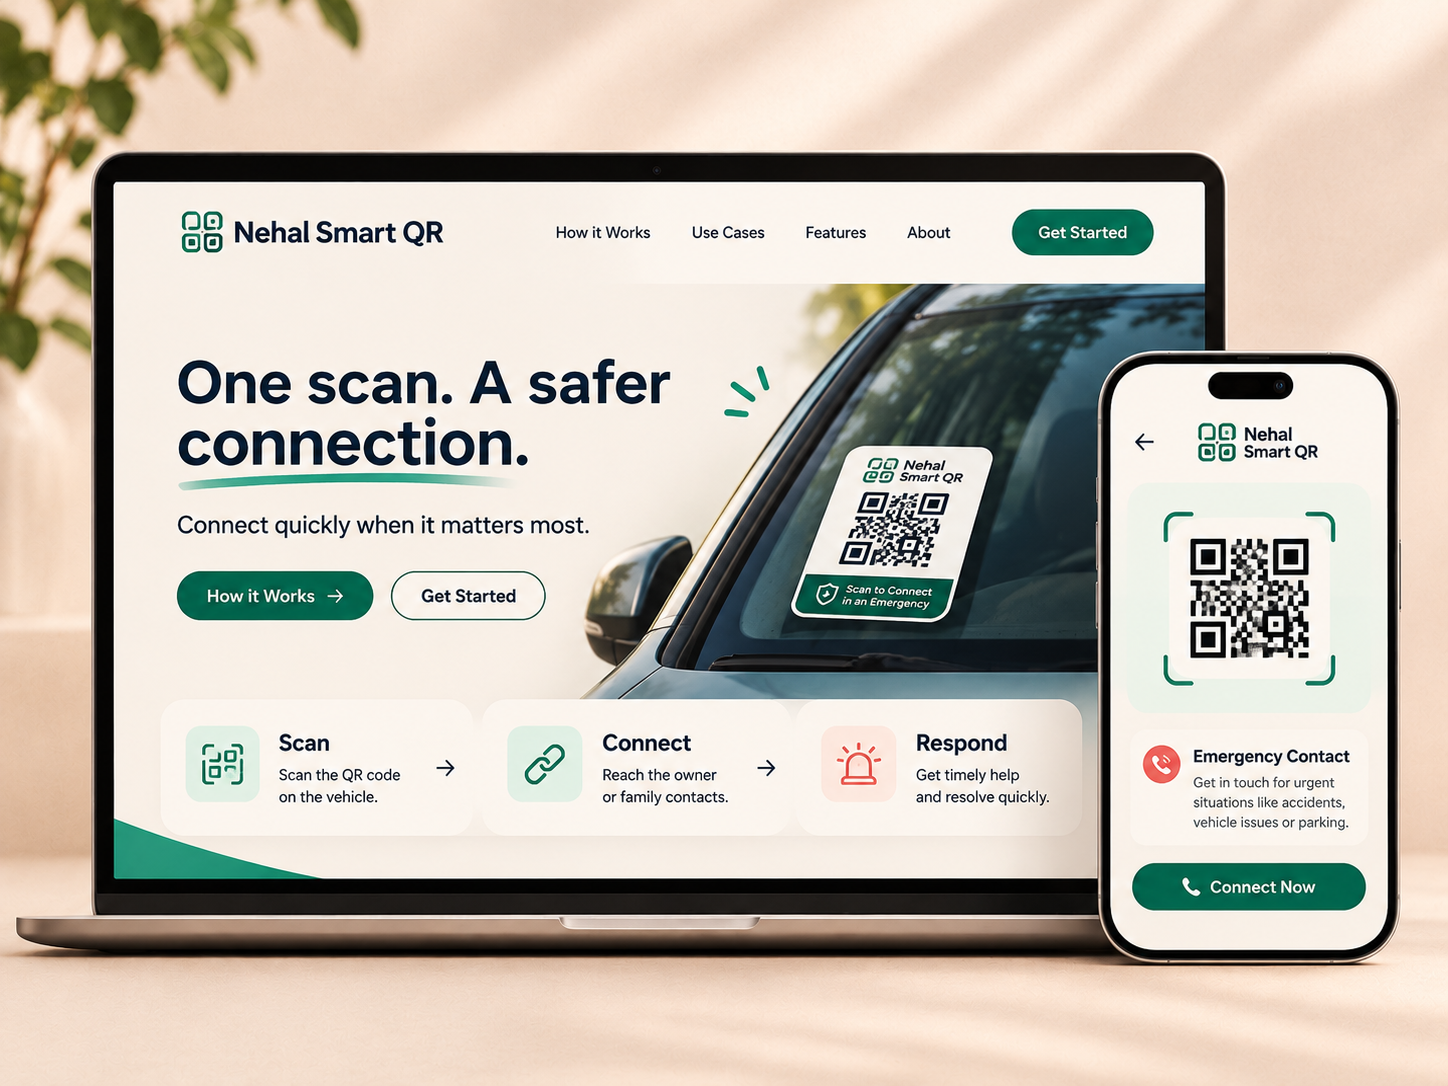 Nehal Smart QR
How it Works
Use Cases
Features
About
Get Started
One scan. A safer
connection.
Connect quickly when it matters most.
How it Works
Get Started
Nehal
Smart QR
Scan to Connect
in an Emergency
Scan
Scan the QR code
on the vehicle.
Connect
Reach the owner
or family contacts.
Respond
Get timely help
and resolve quickly.
Nehal
Smart QR
Emergency Contact
Get in touch for urgent
situations like accidents,
vehicle issues or parking.
Connect Now